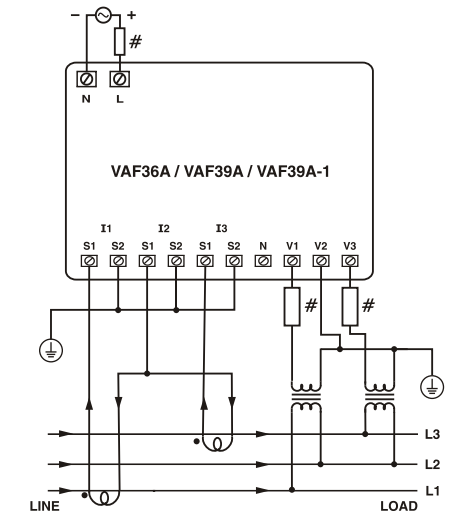 − +
#
N L
VAF36A / VAF39A / VAF39A-1
I1 I2 I3
S1 S2 S1 S2 S1 S2 N V1 V2 V3
# #
L3
L2
L1
LINE LOAD